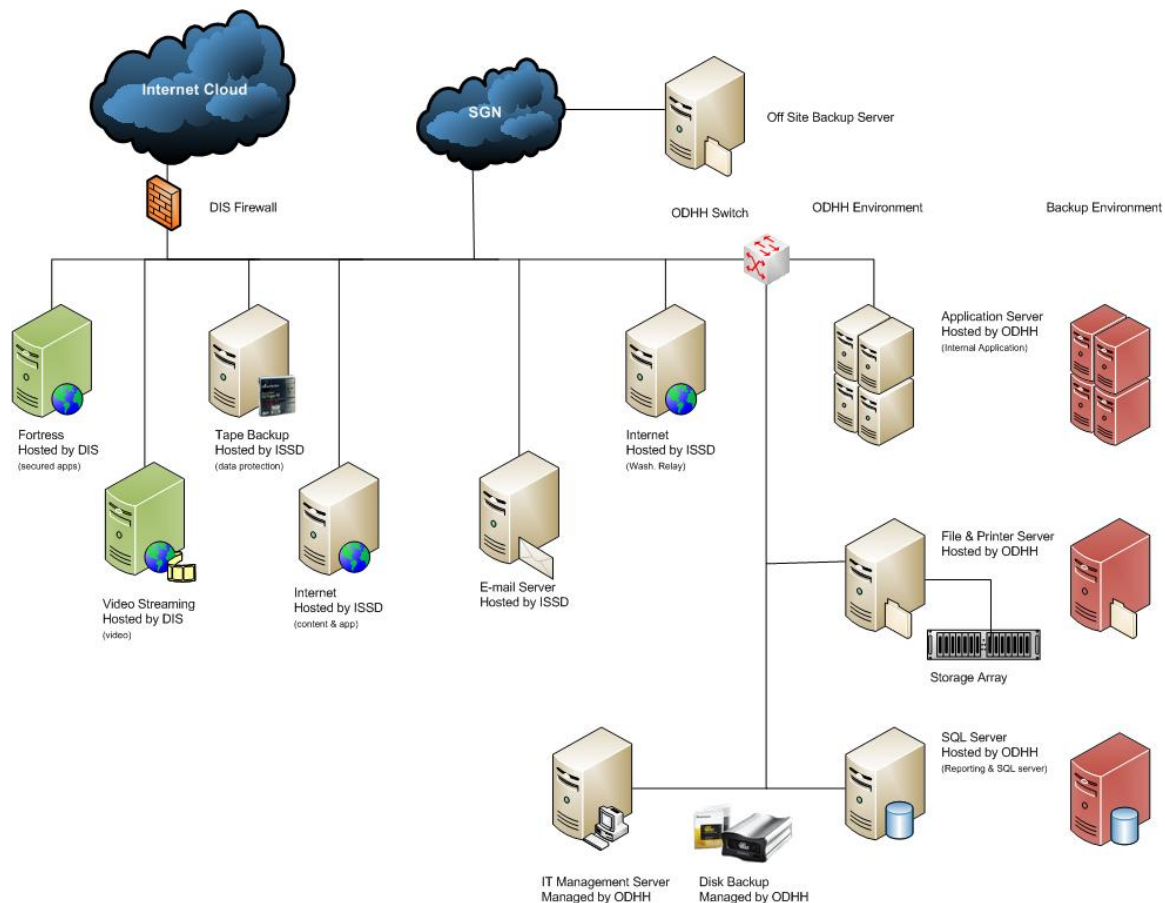 Internet Cloud
SGN
Off Site Backup Server
DIS Firewall
ODHH Switch
ODHH Environment
Backup Environment
Application Server
Hosted by ODHH
(Internal Application)
Fortress
Hosted by DIS
(secured apps)
Tape Backup
Hosted by ISSD
(data protection)
Internet
Hosted by ISSD
(Wash. Relay)
File & Printer Server
Hosted by ODHH
Video Streaming
Hosted by DIS
(video)
Internet
Hosted by ISSD
(content & app)
E-mail Server
Hosted by ISSD
Storage Array
SQL Server
Hosted by ODHH
(Reporting & SQL server)
IT Management Server
Managed by ODHH
Disk Backup
Managed by ODHH